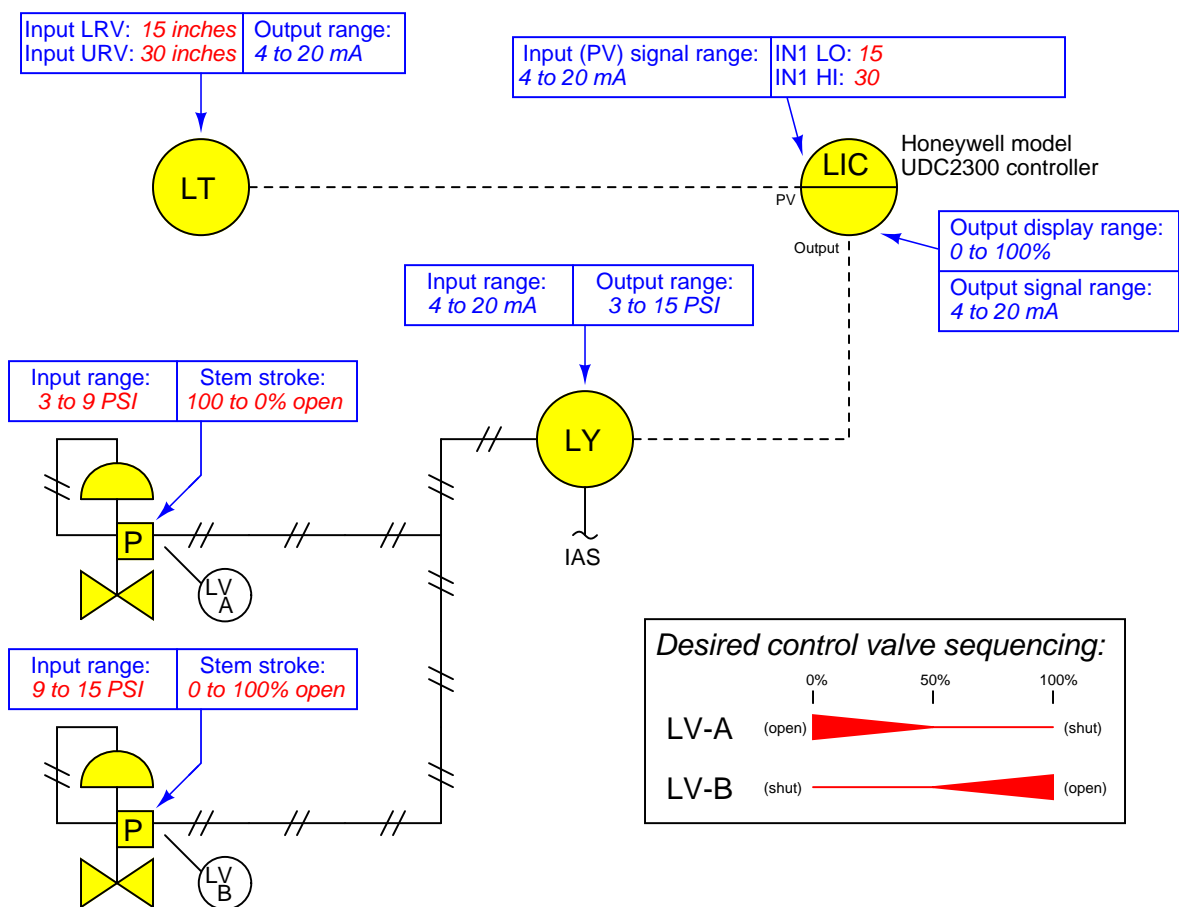 Input LRV: 15 inches
Input URV: 30 inches
Output range:
4 to 20 mA
Input (PV) signal range:
4 to 20 mA
IN1 LO: 15
IN1 HI: 30
LT
LIC
Honeywell model
UDC2300 controller
PV
Output
Output display range:
0 to 100%
Output signal range:
4 to 20 mA
Input range:
4 to 20 mA
Output range:
3 to 15 PSI
Input range:
3 to 9 PSI
Stem stroke:
100 to 0% open
LY
IAS
P
LV
A
Input range:
9 to 15 PSI
Stem stroke:
0 to 100% open
P
LV
B
Desired control valve sequencing:
0% 50% 100%
LV-A (open) (shut)
LV-B (shut) (open)